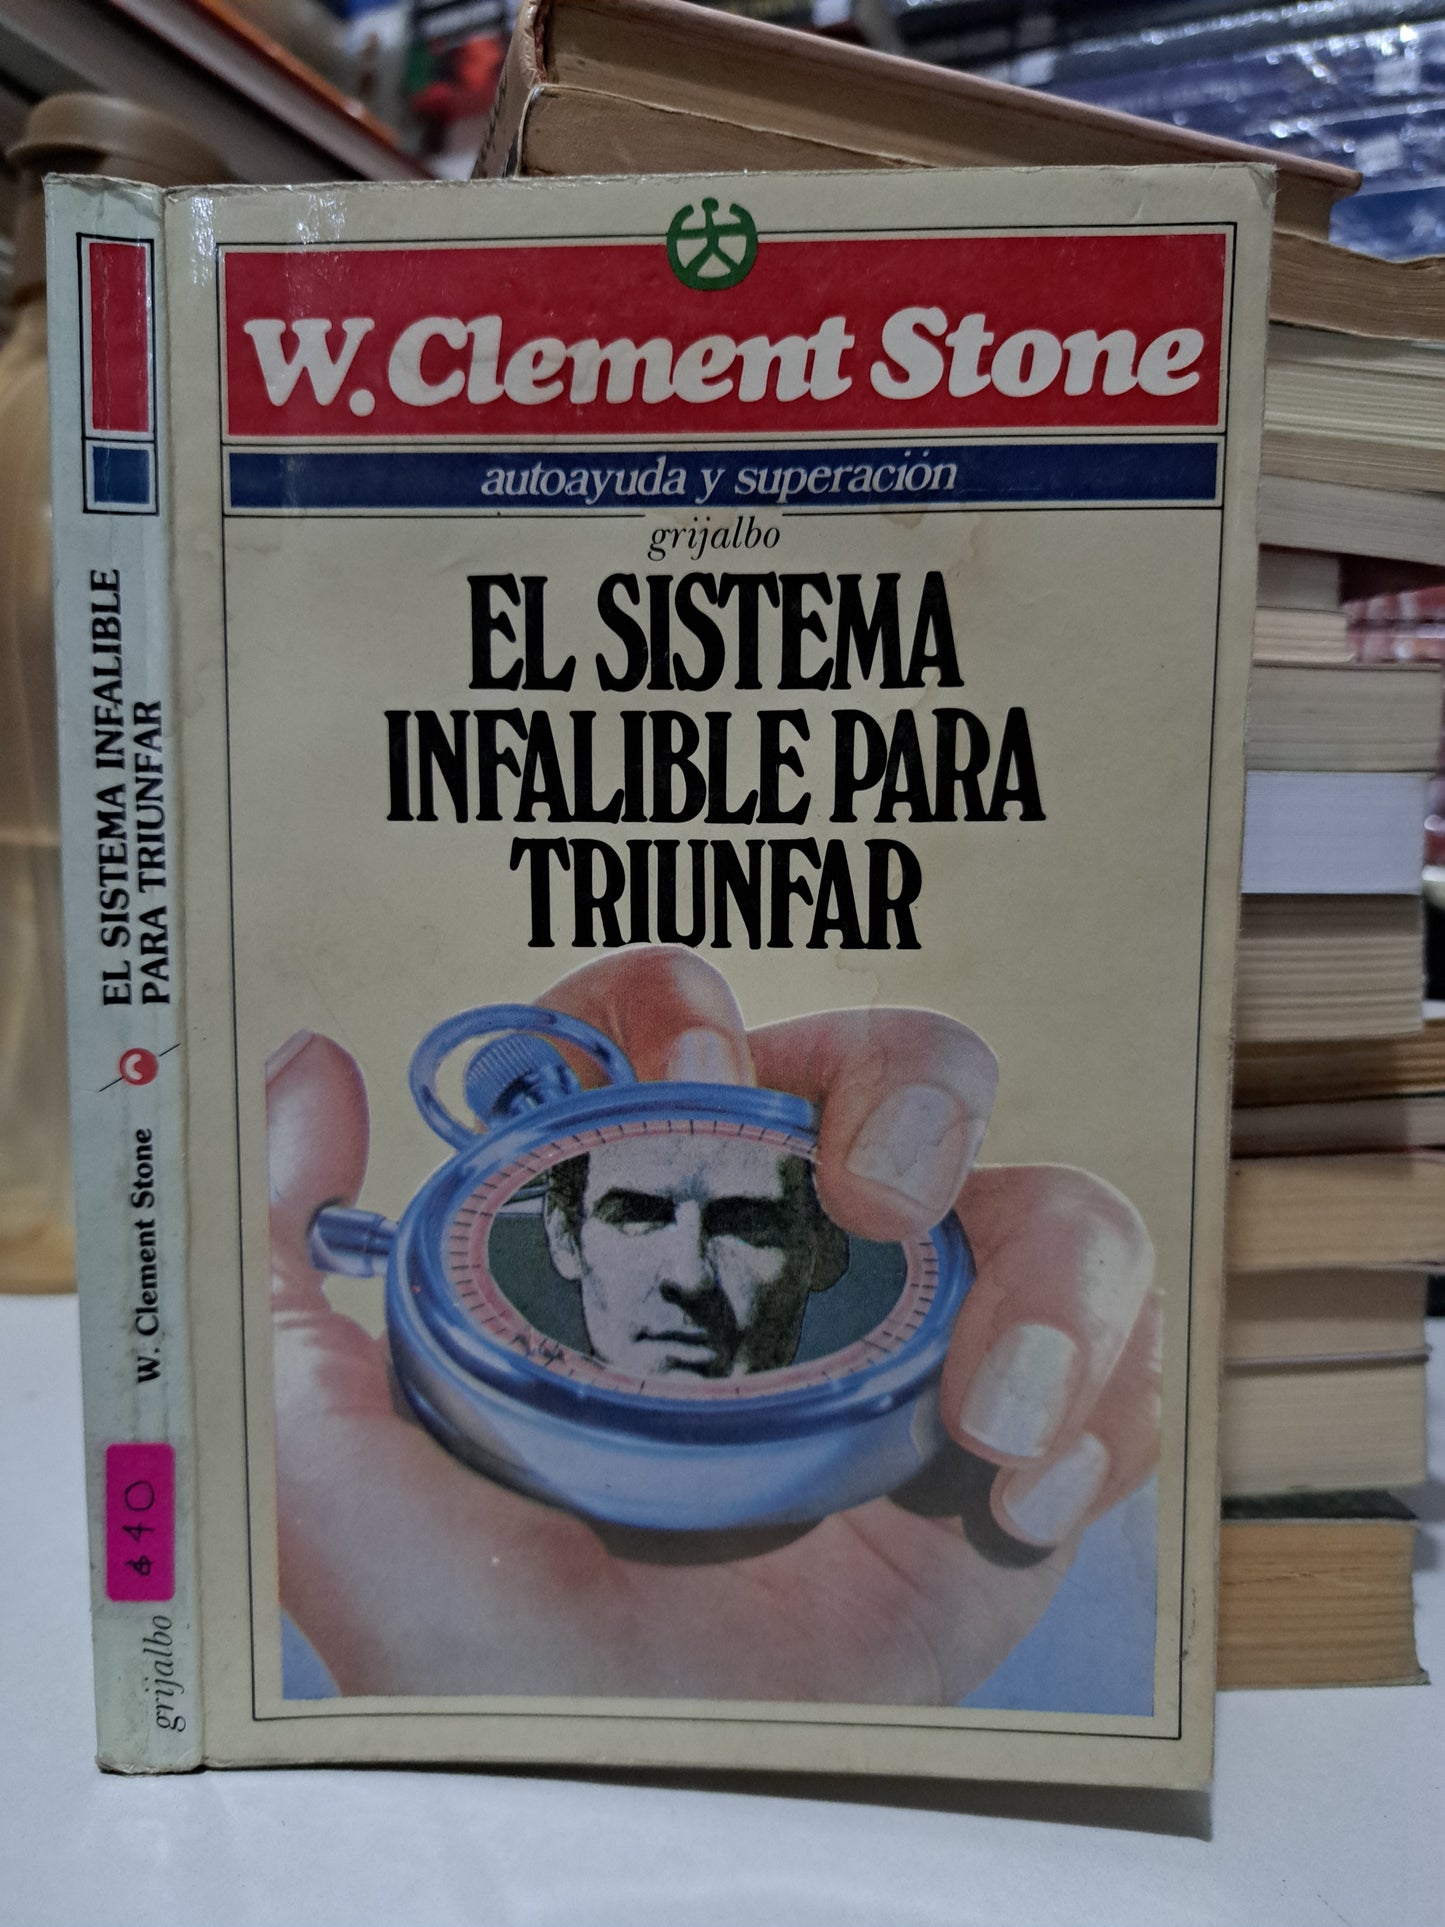 W. Clement Stone
autoayuda y superación
grijalbo
EL SISTEMA
INFALIBLE PARA
TRIUNFAR
EL SISTEMA INFALIBLE
PARA TRIUNFAR
W. Clement Stone
$40
grijalbo